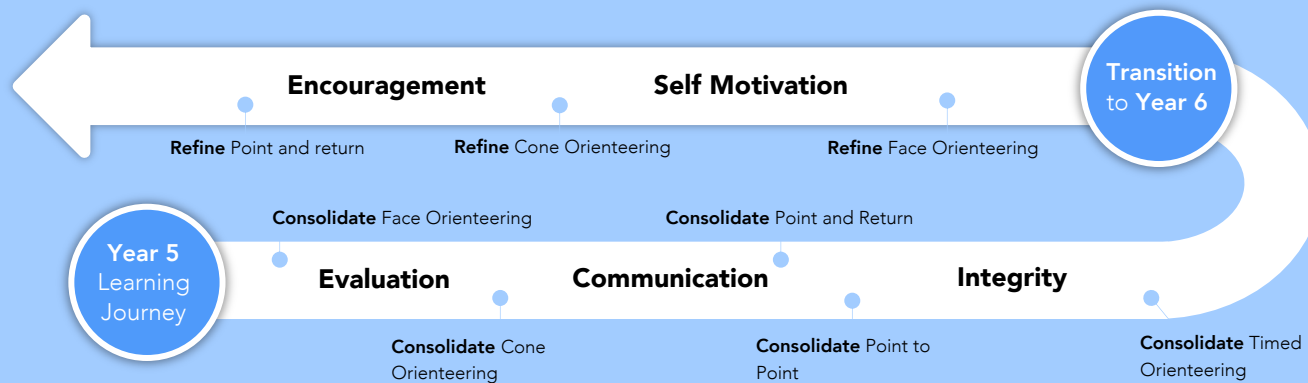 Encouragement
Self Motivation
Transition
to Year 6
Refine Point and return
Refine Cone Orienteering
Refine Face Orienteering
Consolidate Face Orienteering
Consolidate Point and Return
Year 5
Learning
Journey
Evaluation
Communication
Integrity
Consolidate Cone
Orienteering
Consolidate Point to
Point
Consolidate Timed
Orienteering